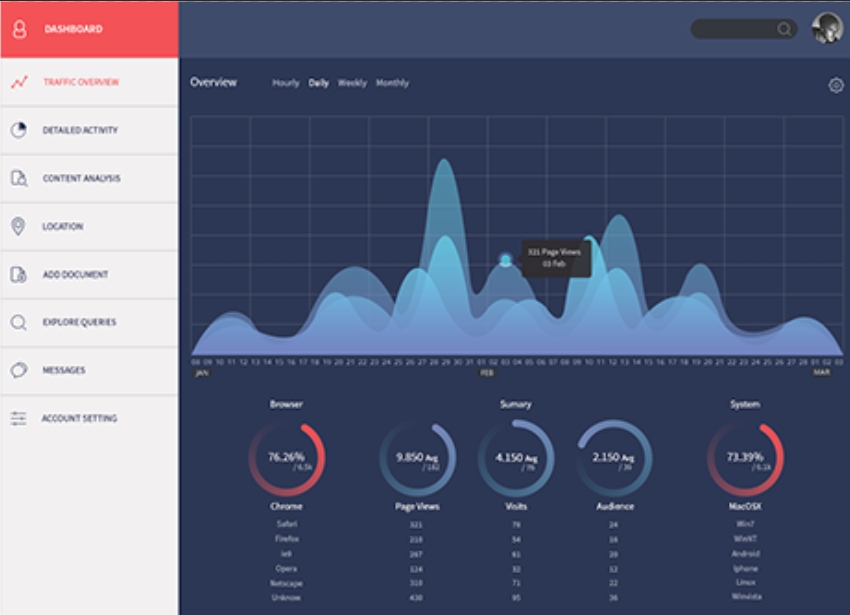 DASHBOARD
TRAFFIC OVERVIEW
DETAILED ACTIVITY
CONTENT ANALYSIS
LOCATION
ADD DOCUMENT
EXPLORE QUERIES
MESSAGES
ACCOUNT SETTING
Overview Hourly Daily Weekly Monthly
321 Page Views
03 Feb
08 09 10 11 12 13 14 15 16 17 18 19 20 21 22 23 24 25 26 27 28 29 30 31 01 02 03 04 05 06 07 08 09 10 11 12 13 14 15 16 17 18 19 20 21 22 23 24 25 26 27 28 01 02 03
JAN FEB MAR
Browser Sumary System
76.26% 9.850 Avg 4.150 Avg 2.150 Avg 73.39%
/ 6.5k / 182 / 76 / 36 / 6.1k
Chrome Page Views Visits Audience MacOSX
Safari 321 78 24 Win7
Firefox 218 54 16 WinNT
ie9 267 61 20 Android
Opera 124 32 12 Iphone
Netscape 310 71 22 Linux
Unknow 430 95 36 Winvista